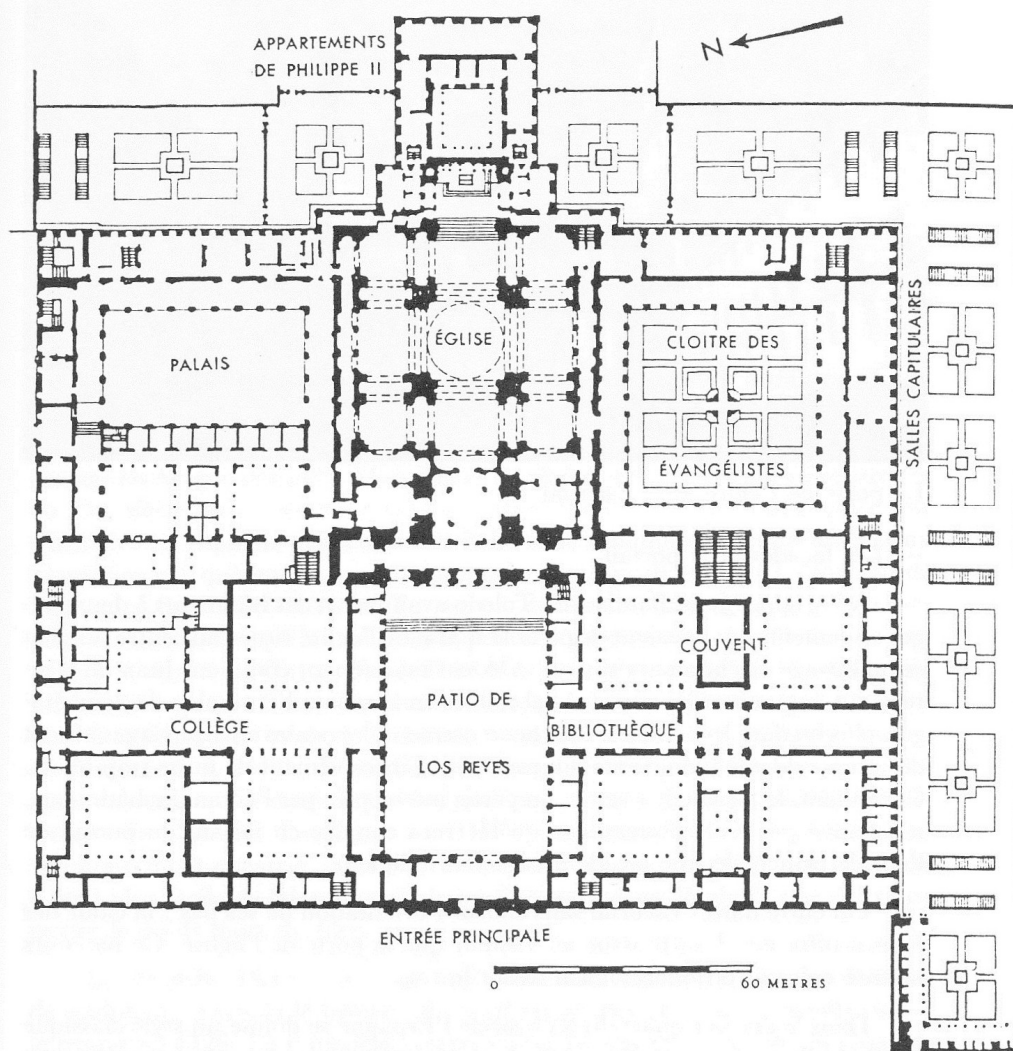 APPARTEMENTS
DE PHILIPPE II
N
PALAIS
ÉGLISE
CLOITRE DES
ÉVANGÉLISTES
SALLES CAPITULAIRES
COUVENT
PATIO DE
LOS REYES
COLLÈGE
BIBLIOTHÈQUE
ENTRÉE PRINCIPALE
0 60 METRES